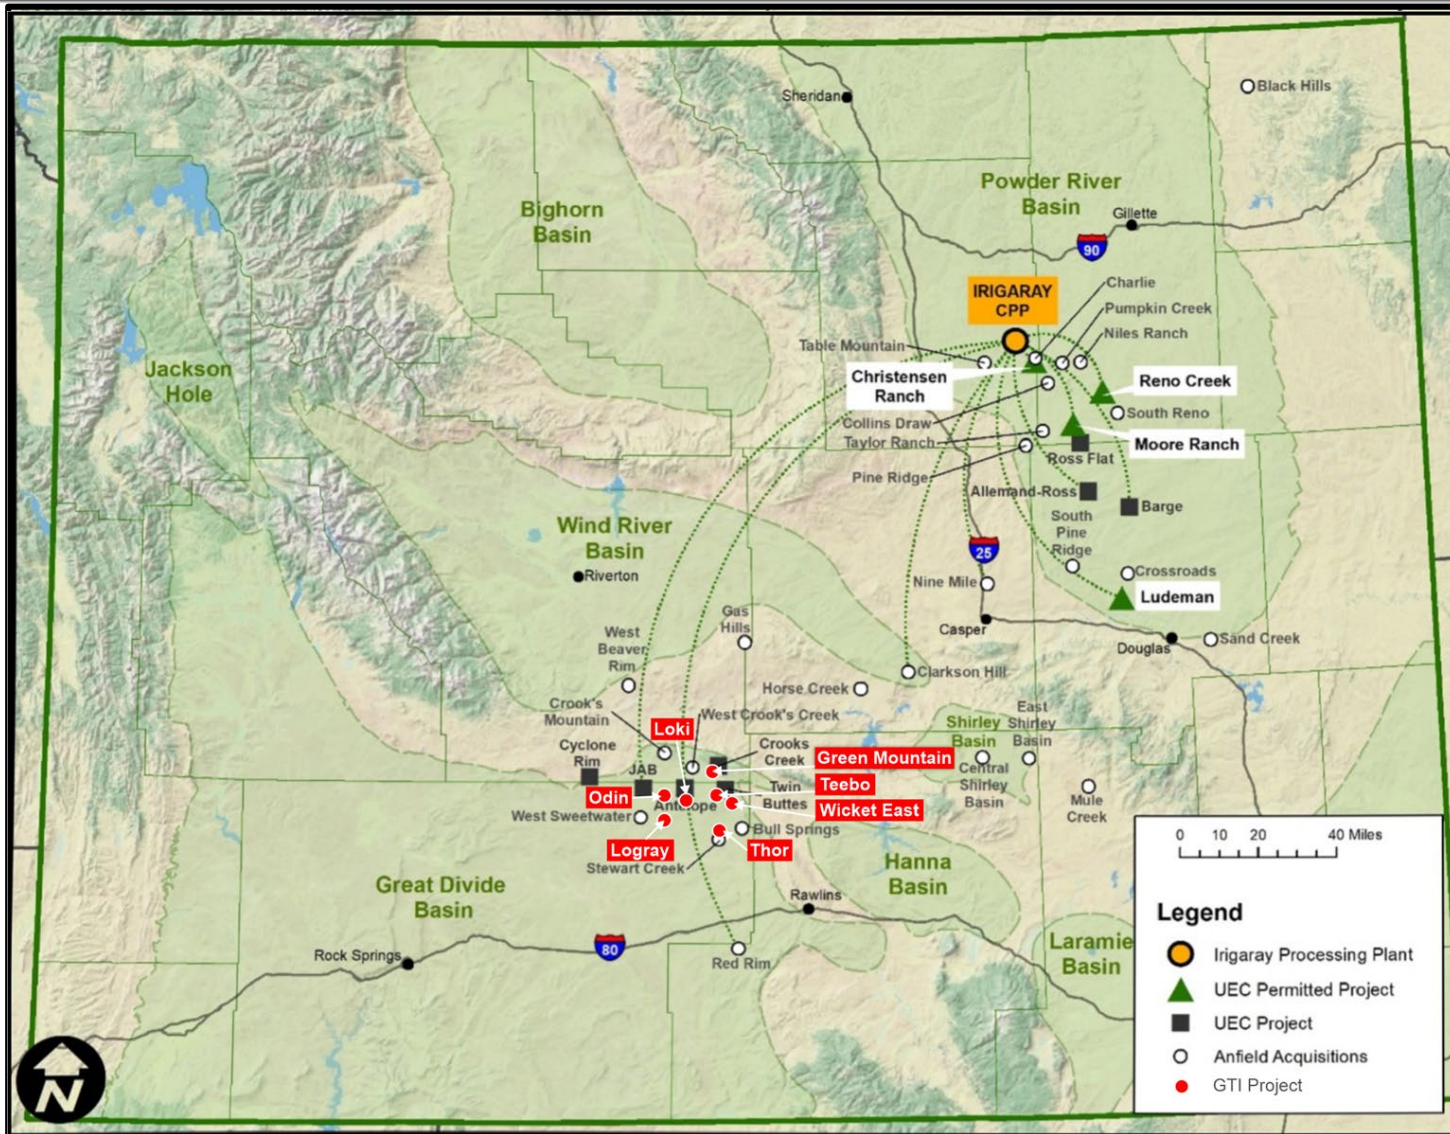 Sheridan
Black Hills
Powder River
Basin
Gillette
90
Bighorn
Basin
IRIGARAY
CPP
Charlie
Pumpkin Creek
Niles Ranch
Table Mountain
Jackson
Hole
Christensen
Ranch
Reno Creek
South Reno
Collins Draw
Taylor Ranch
Moore Ranch
Ross Flat
Pine Ridge
Allemand-Ross
Barge
South
Pine
Ridge
Wind River
Basin
25
Riverton
Nine Mile
Crossroads
Ludeman
Casper
Douglas
Sand Creek
Gas
Hills
West
Beaver
Rim
Clarkson Hill
Horse Creek
Crook's
Mountain
West Crook's Creek
Loki
East
Shirley
Basin
Shirley
Basin
Cyclone
Rim
JAB
Crooks
Creek
Green Mountain
Central
Shirley
Basin
Teebo
Twin
Buttes
Wicket East
Mule
Creek
Odin
Antelope
West Sweetwater
Bull Springs
Logray
Thor
Stewart Creek
Hanna
Basin
Great Divide
Basin
Rawlins
80
Rock Springs
Red Rim
Laramie
Basin
0 10 20 40 Miles
Legend
Irigaray Processing Plant
UEC Permitted Project
UEC Project
Anfield Acquisitions
GTI Project
N